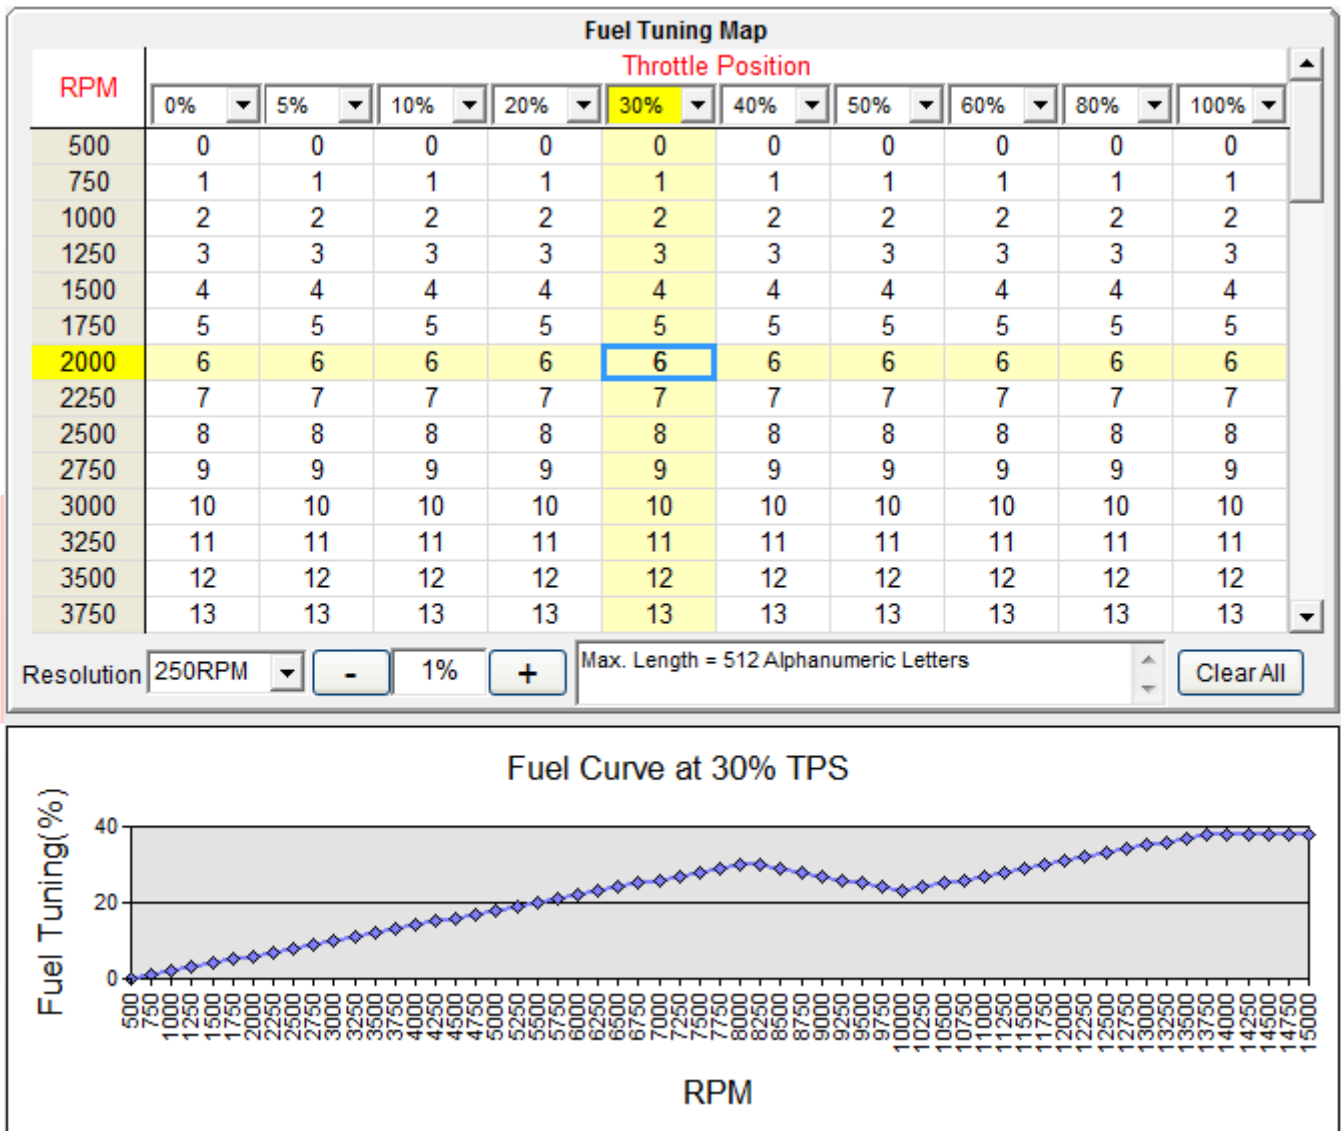 Fuel Tuning Map
Throttle Position
RPM
0% 5% 10% 20% 30% 40% 50% 60% 80% 100%
500 0 0 0 0 0 0 0 0 0 0
750 1 1 1 1 1 1 1 1 1 1
1000 2 2 2 2 2 2 2 2 2 2
1250 3 3 3 3 3 3 3 3 3 3
1500 4 4 4 4 4 4 4 4 4 4
1750 5 5 5 5 5 5 5 5 5 5
2000 6 6 6 6 6 6 6 6 6 6
2250 7 7 7 7 7 7 7 7 7 7
2500 8 8 8 8 8 8 8 8 8 8
2750 9 9 9 9 9 9 9 9 9 9
3000 10 10 10 10 10 10 10 10 10 10
3250 11 11 11 11 11 11 11 11 11 11
3500 12 12 12 12 12 12 12 12 12 12
3750 13 13 13 13 13 13 13 13 13 13
Resolution 250RPM - 1% + Max. Length = 512 Alphanumeric Letters Clear All
Fuel Curve at 30% TPS
Fuel Tuning(%)
40
20
0
500 750 1000 1250 1500 1750 2000 2250 2500 2750 3000 3250 3500 3750 4000 4250 4500 4750 5000 5250 5500 5750 6000 6250 6500 6750 7000 7250 7500 7750 8000 8250 8500 8750 9000 9250 9500 9750 10000 10250 10500 10750 11000 11250 11500 11750 12000 12250 12500 12750 13000 13250 13500 13750 14000 14250 14500 14750 15000
RPM